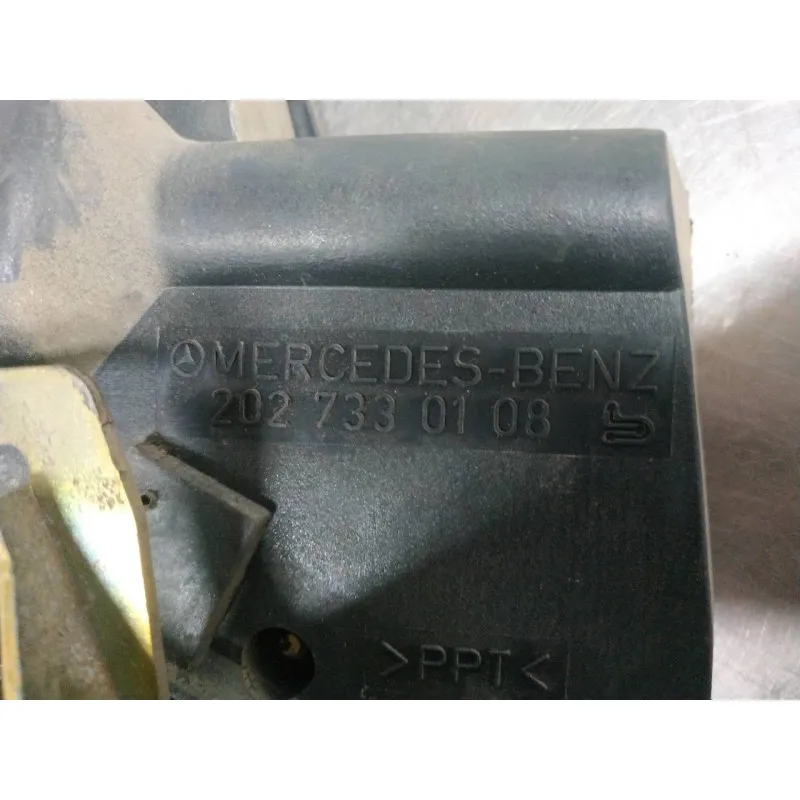 MERCEDES-BENZ
202 733 01 08
>PPT<